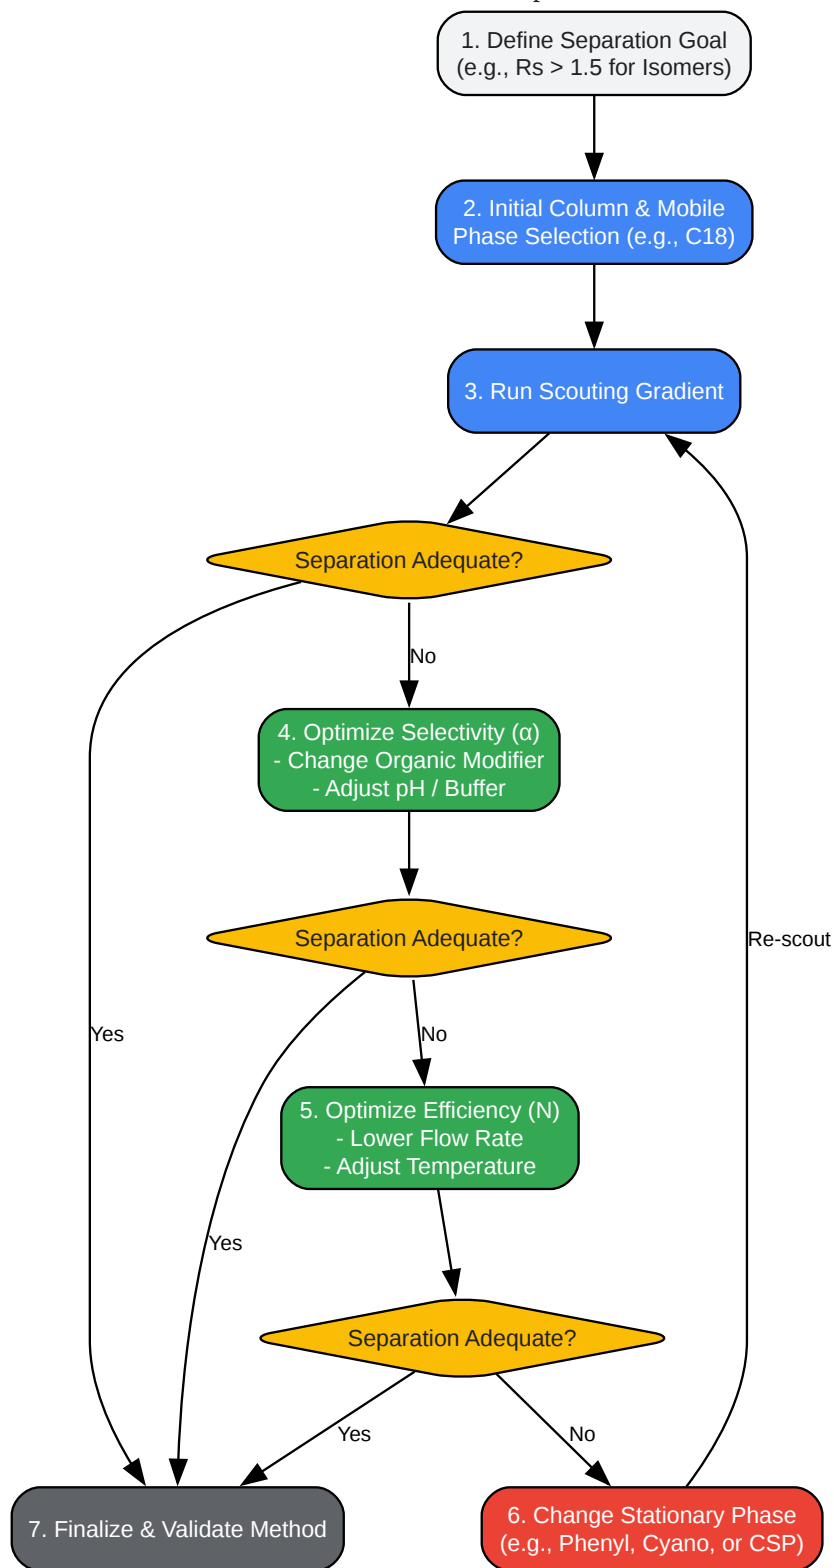 1. Define Separation Goal
(e.g., Rs > 1.5 for Isomers)
2. Initial Column & Mobile
Phase Selection (e.g., C18)
3. Run Scouting Gradient
Separation Adequate?
No
4. Optimize Selectivity (α)
- Change Organic Modifier
- Adjust pH / Buffer
Separation Adequate?
Re-scout
Yes
No
5. Optimize Efficiency (N)
- Lower Flow Rate
- Adjust Temperature
Yes
Separation Adequate?
Yes
No
7. Finalize & Validate Method
6. Change Stationary Phase
(e.g., Phenyl, Cyano, or CSP)